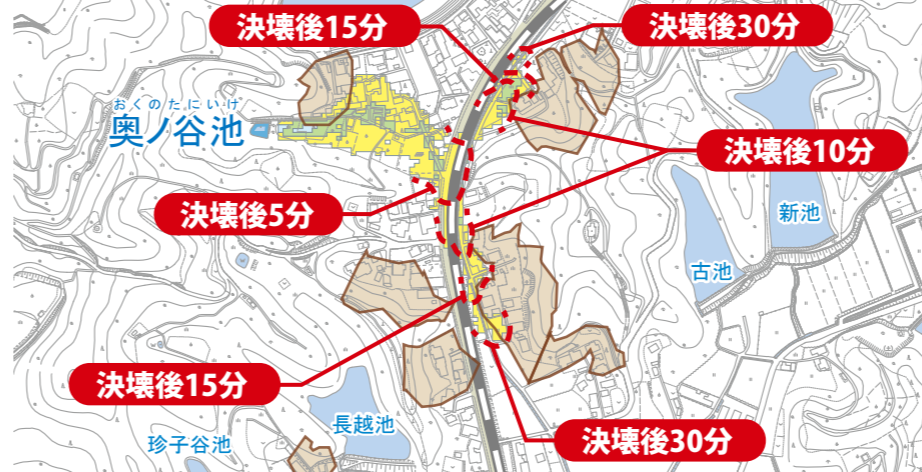 決壊後15分
決壊後30分
おくのたにいけ
奥ノ谷池
決壊後10分
決壊後5分
新池
古池
決壊後15分
長越池
珍子谷池
決壊後30分